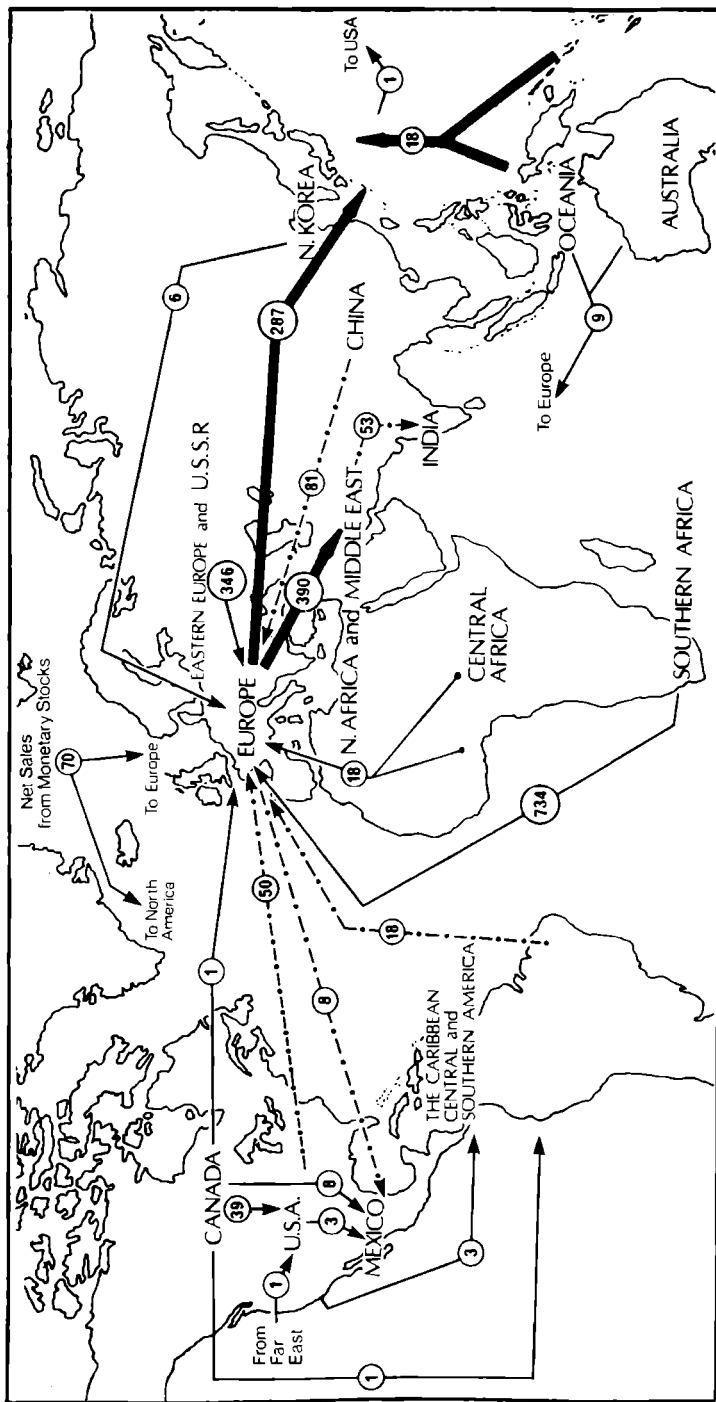 Net Sales
from Monetary Stocks
70
To North
America
To Europe
CANADA
39
U.S.A.
8
3
MEXICO
From
Far
East
1
1
1
3
THE CARIBBEAN
CENTRAL and
SOUTHERN AMERICA
50
8
18
734
EUROPE
EASTERN EUROPE and U.S.S.R
346
390
287
6
81
53
N. AFRICA and MIDDLE EAST
18
CENTRAL
AFRICA
SOUTHERN AFRICA
INDIA
CHINA
N. KOREA
To USA
1
18
OCEANIA
AUSTRALIA
9
To Europe